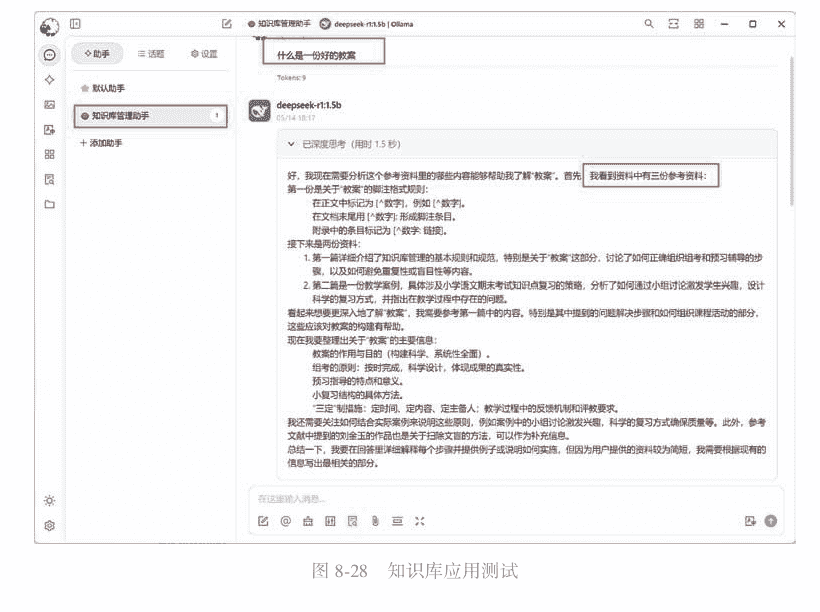 知识库管理助手 deepseek-r1:1.5b | Ollama
助手 话题 设置
默认助手
知识库管理助手 1
+ 添加助手
什么是一份好的教案
Tokens: 9
deepseek-r1:1.5b
05/14 18:17
已深度思考（用时 1.5 秒）
好，我现在需要分析这个参考资料里的哪些内容能够帮助我了解“教案”。首先，我看到资料中有三份参考资料：
第一份是关于“教案”的脚注格式规则：
在正文中标记为 [^数字]，例如 [^数字]。
在文档末尾用 [^数字]: 形成脚注条目。
附录中的条目标记为 [^数字: 链接]。
接下来是两份资料：
1. 第一篇详细介绍了知识库管理的基本规则和规范，特别是关于“教案”这部分，讨论了如何正确组织组考和预习辅导的步
骤，以及如何避免重复性或盲目性等内容。
2. 第二篇是一份教学案例，具体涉及小学语文期末考试知识点复习的策略，分析了如何通过小组讨论激发学生兴趣，设计
科学的复习方式，并指出在教学过程中存在的问题。
看起来想要更深入地了解“教案”，我需要参考第一篇中的内容。特别是其中提到的问题解决步骤和如何组织课程活动的部分，
这些应该对教案的构建有帮助。
现在我要整理出关于“教案”的主要信息：
教案的作用与目的（构建科学、系统性全面）。
组考的原则：按时完成，科学设计，体现成果的真实性。
预习指导的特点和意义。
小复习结构的具体方法。
“三定”制措施：定时间、定内容、定主备人；教学过程中的反馈机制和评教要求。
我还需要关注如何结合实际案例来说明这些原则，例如案例中的小组讨论激发兴趣，科学的复习方式确保质量等。此外，参考
文献中提到的刘金玉的作品也是关于扫除文盲的方法，可以作为补充信息。
总结一下，我要在回答里详细解释每个步骤并提供例子或说明如何实施，但因为用户提供的资料较为简短，我需要根据现有的
信息写出最相关的部分。
在这里输入消息...
图 8-28 知识库应用测试